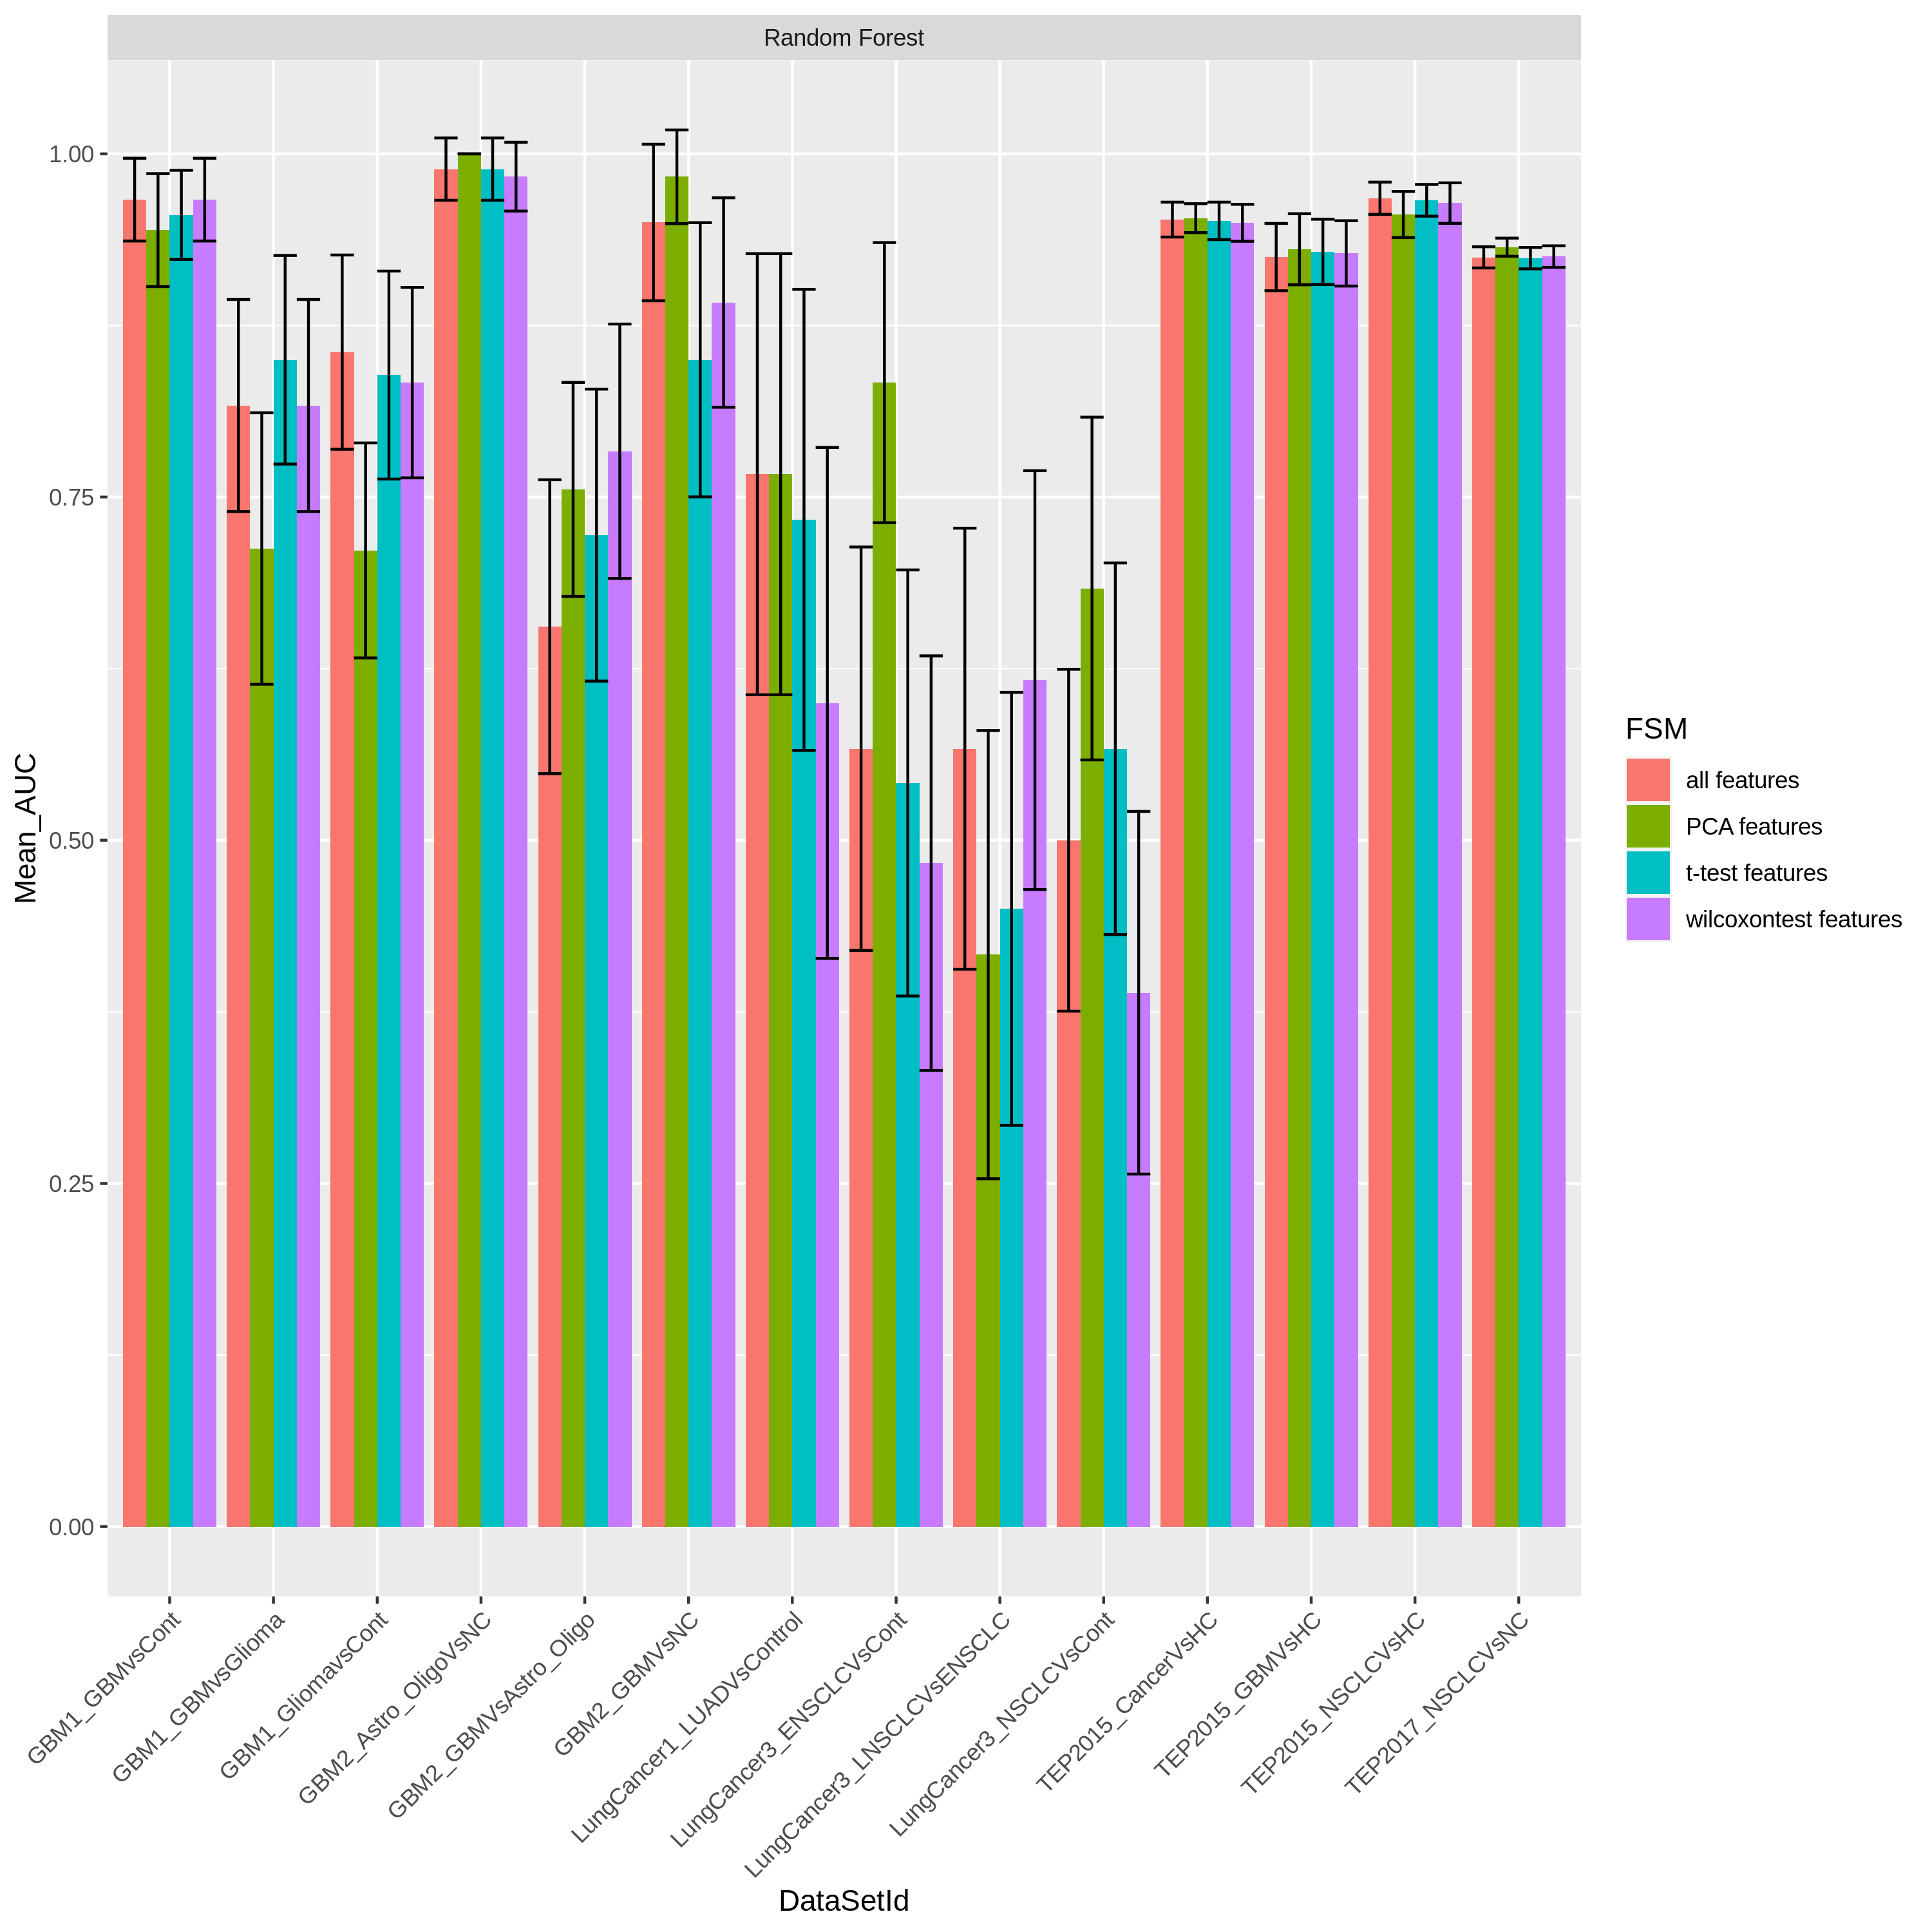 Random Forest
1.00
0.75
0.50
0.25
0.00
Mean_AUC
GBM1_GBMvsCont
GBM1_GBMvsGlioma
GBM1_GliomavsCont
GBM2_Astro_OligoVsNC
GBM2_GBMVsAstro_Oligo
GBM2_GBMVsNC
LungCancer1_LUADVsControl
LungCancer3_ENSCLCVsCont
LungCancer3_LNSCLCVsENSCLC
LungCancer3_NSCLCVsCont
TEP2015_CancerVsHC
TEP2015_GBMVsHC
TEP2015_NSCLCVsHC
TEP2017_NSCLCVsNC
DataSetId
FSM
all features
PCA features
t-test features
wilcoxontest features